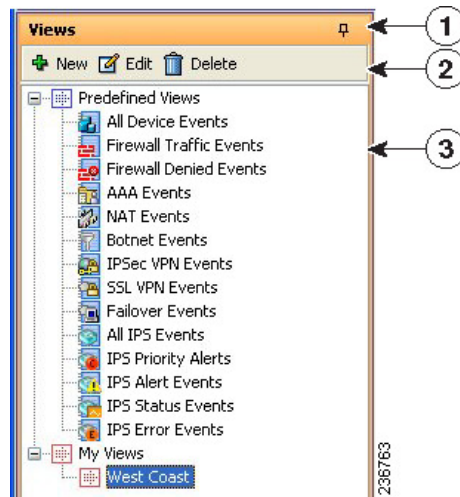 Views
1
New Edit Delete
2
Predefined Views
All Device Events
Firewall Traffic Events
3
Firewall Denied Events
AAA Events
NAT Events
Botnet Events
IPSec VPN Events
SSL VPN Events
Failover Events
All IPS Events
IPS Priority Alerts
IPS Alert Events
IPS Status Events
IPS Error Events
My Views
West Coast
236763